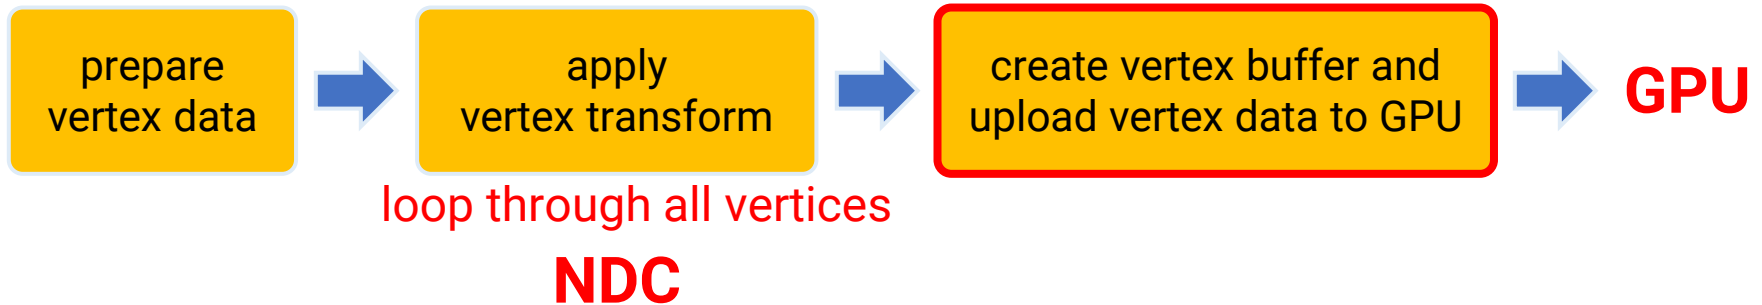 prepare
vertex data
apply
vertex transform
create vertex buffer and
upload vertex data to GPU
GPU
loop through all vertices
NDC